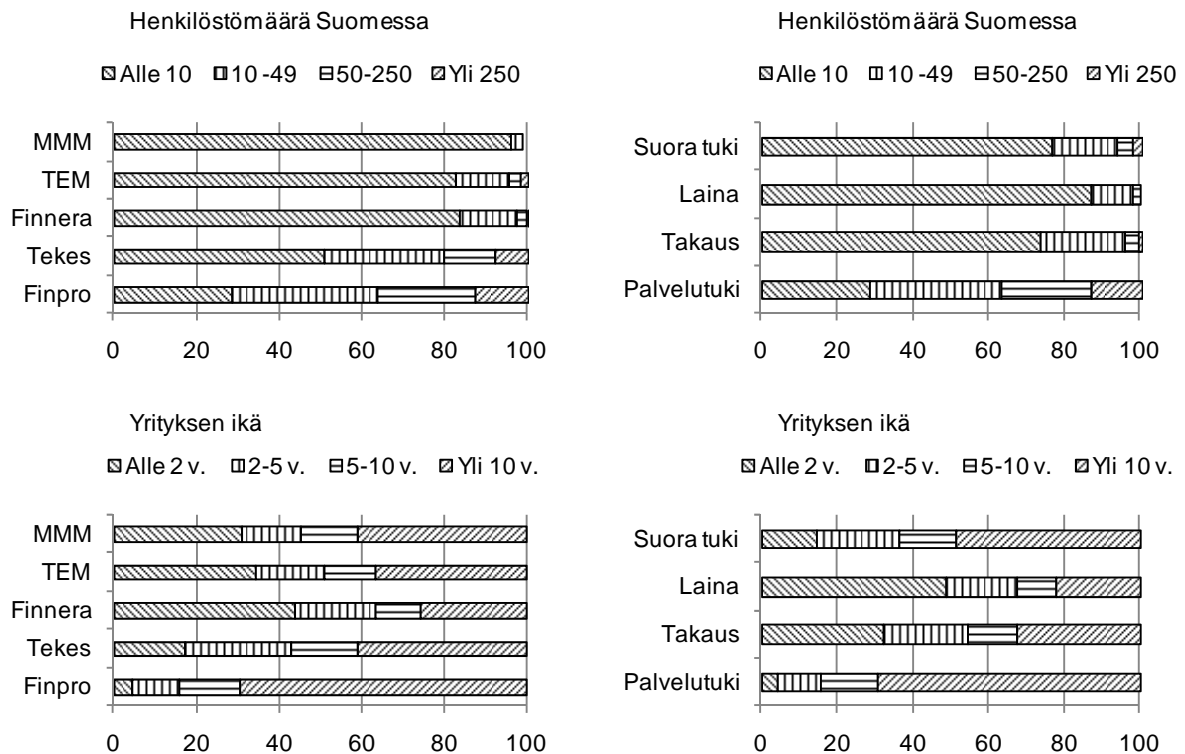 Henkilöstömäärä Suomessa
Alle 10 10-49 50-250 Yli 250
MMM
TEM
Finnera
Tekes
Finpro
0 20 40 60 80 100
Henkilöstömäärä Suomessa
Alle 10 10-49 50-250 Yli 250
Suora tuki
Laina
Takaus
Palvelutuki
0 20 40 60 80 100
Yrityksen ikä
Alle 2 v. 2-5 v. 5-10 v. Yli 10 v.
MMM
TEM
Finnera
Tekes
Finpro
0 20 40 60 80 100
Yrityksen ikä
Alle 2 v. 2-5 v. 5-10 v. Yli 10 v.
Suora tuki
Laina
Takaus
Palvelutuki
0 20 40 60 80 100